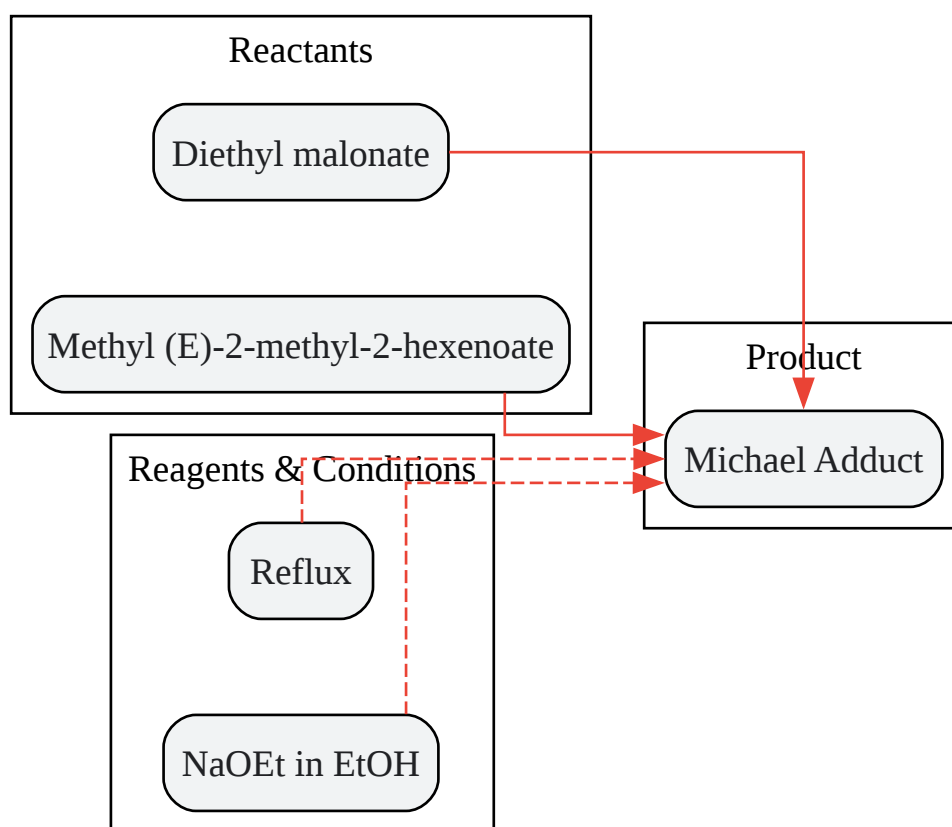 Reactants
Diethyl malonate
Methyl (E)-2-methyl-2-hexenoate
Product
Michael Adduct
Reagents & Conditions
Reflux
NaOEt in EtOH